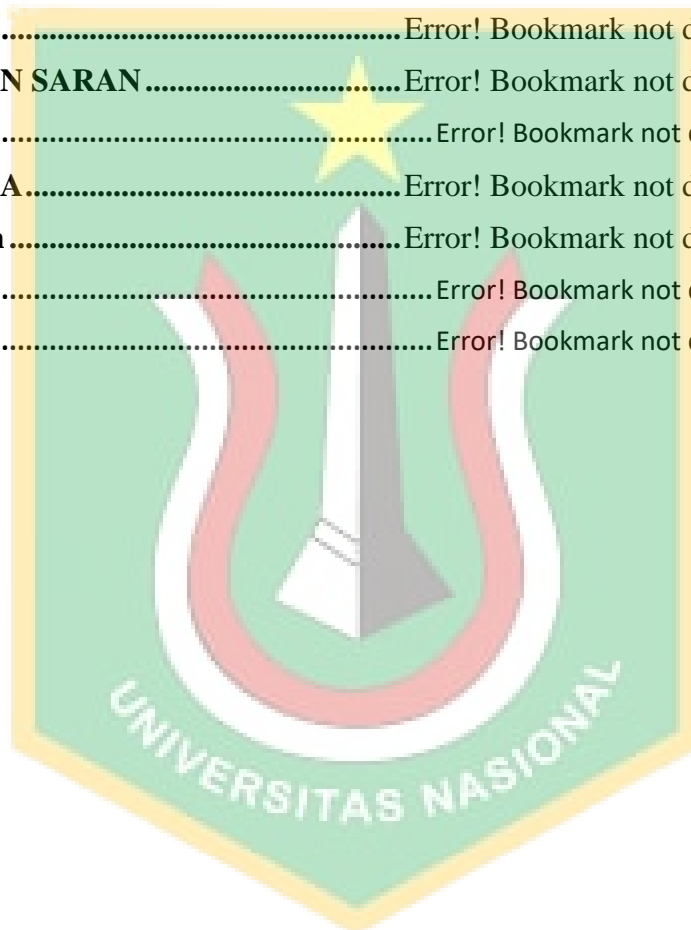 .......................................................... Error! Bookmark not d
N SARAN .................................... Error! Bookmark not d
.............................................................. Error! Bookmark not d
A ..................................................... Error! Bookmark not d
n ....................................................... Error! Bookmark not d
.............................................................. Error! Bookmark not d
.............................................................. Error! Bookmark not d
UNIVERSITAS NASIONAL